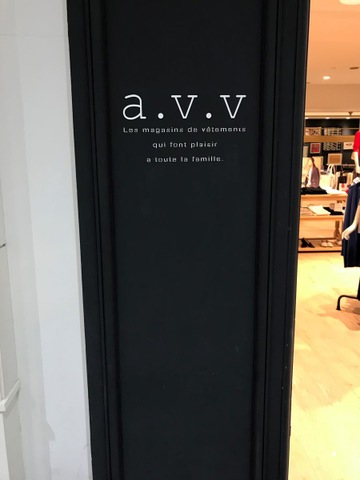 a.v.v
Les magasins de vêtements
qui font plaisir
a toute la famille.